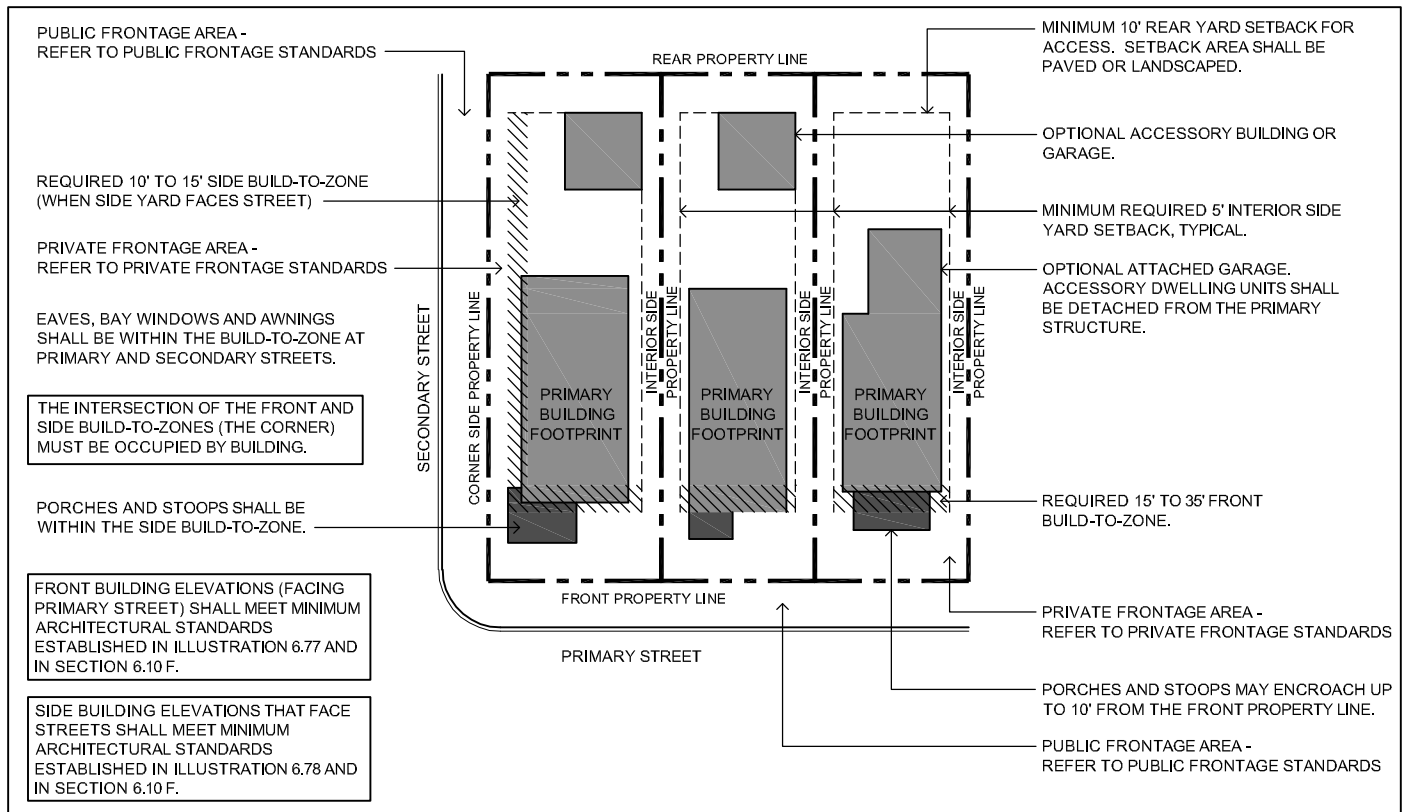 PUBLIC FRONTAGE AREA -
REFER TO PUBLIC FRONTAGE STANDARDS
REQUIRED 10' TO 15' SIDE BUILD-TO-ZONE
(WHEN SIDE YARD FACES STREET)
PRIVATE FRONTAGE AREA -
REFER TO PRIVATE FRONTAGE STANDARDS
EAVES, BAY WINDOWS AND AWNINGS
SHALL BE WITHIN THE BUILD-TO-ZONE AT
PRIMARY AND SECONDARY STREETS.
THE INTERSECTION OF THE FRONT AND
SIDE BUILD-TO-ZONES (THE CORNER)
MUST BE OCCUPIED BY BUILDING.
PORCHES AND STOOPS SHALL BE
WITHIN THE SIDE BUILD-TO-ZONE.
FRONT BUILDING ELEVATIONS (FACING
PRIMARY STREET) SHALL MEET MINIMUM
ARCHITECTURAL STANDARDS
ESTABLISHED IN ILLUSTRATION 6.77 AND
IN SECTION 6.10 F.
SIDE BUILDING ELEVATIONS THAT FACE
STREETS SHALL MEET MINIMUM
ARCHITECTURAL STANDARDS
ESTABLISHED IN ILLUSTRATION 6.78 AND
IN SECTION 6.10 F.
REAR PROPERTY LINE
SECONDARY STREET
CORNER SIDE PROPERTY LINE
PRIMARY
BUILDING
FOOTPRINT
INTERIOR SIDE
PROPERTY LINE
PRIMARY
BUILDING
FOOTPRINT
INTERIOR SIDE
PROPERTY LINE
PRIMARY
BUILDING
FOOTPRINT
INTERIOR SIDE
PROPERTY LINE
FRONT PROPERTY LINE
PRIMARY STREET
MINIMUM 10' REAR YARD SETBACK FOR
ACCESS. SETBACK AREA SHALL BE
PAVED OR LANDSCAPED.
OPTIONAL ACCESSORY BUILDING OR
GARAGE.
MINIMUM REQUIRED 5' INTERIOR SIDE
YARD SETBACK, TYPICAL.
OPTIONAL ATTACHED GARAGE.
ACCESSORY DWELLING UNITS SHALL
BE DETACHED FROM THE PRIMARY
STRUCTURE.
REQUIRED 15' TO 35' FRONT
BUILD-TO-ZONE.
PRIVATE FRONTAGE AREA -
REFER TO PRIVATE FRONTAGE STANDARDS
PORCHES AND STOOPS MAY ENCROACH UP
TO 10' FROM THE FRONT PROPERTY LINE.
PUBLIC FRONTAGE AREA -
REFER TO PUBLIC FRONTAGE STANDARDS